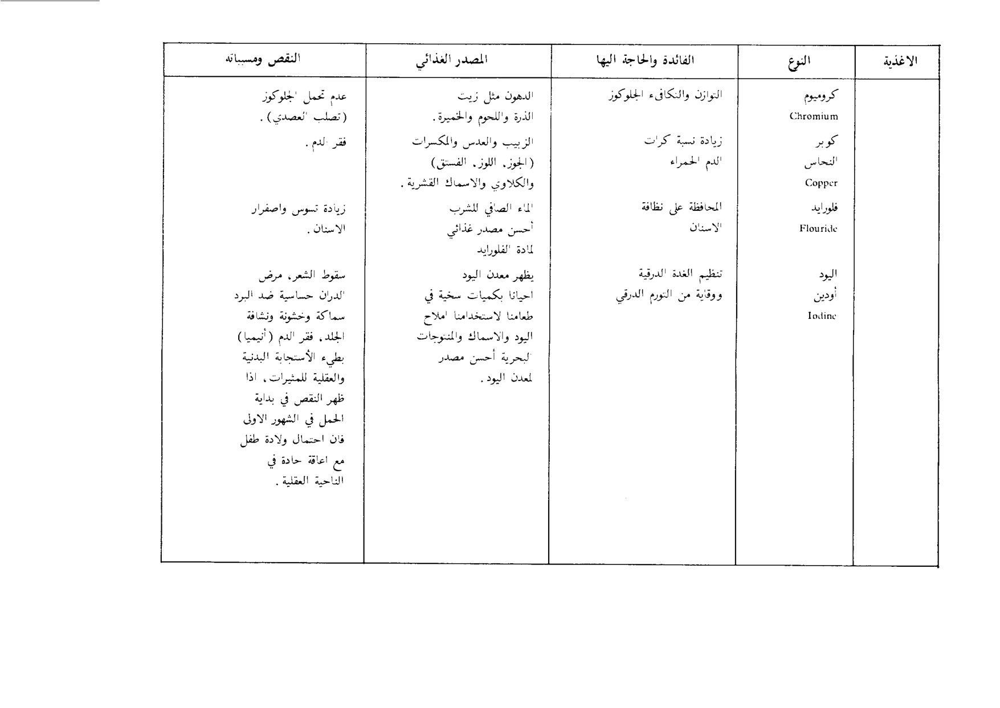 الاغذية
النوع
الفائدة والحاجة اليها
المصدر الغذائي
النقص ومسبباته
كروميوم
Chromium
التوازن والتكافىء الجلوكوز
الدهون مثل زيت
الذرة واللحوم والخميرة.
عدم تحمل الجلوكوز
(تصلب العصدي).
كوبر
النحاس
Copper
زيادة نسبة كرات
الدم الحمراء
الزبيب والعدس والمكسرات
(الجوز، اللوز، الفستق)
والكلاوي والاسماك القشرية.
فقر الدم.
فلورايد
Flouride
المحافظة على نظافة
الاسنان
الماء الصافي للشرب
أحسن مصدر غذائي
لمادة الفلورايد
زيادة تسوس واصفرار
الاسنان.
اليود
أودين
Iodine
تنظيم الغدة الدرقية
ووقاية من التورم الدرقي
يظهر معدن اليود
احيانا بكميات سخية في
طعامنا لاستخدامنا املاح
اليود والاسماك والمنتوجات
البحرية أحسن مصدر
لمعدن اليود.
سقوط الشعر، مرض
الدران حساسية ضد البرد
سماكة وخشونة ونشافة
الجلد، فقر الدم (أنيميا)
بطيء الأستجابة البدنية
والعقلية للمثيرات، اذا
ظهر النقص في بداية
الحمل في الشهور الاولى
فان احتمال ولادة طفل
مع اعاقة حادة في
الناحية العقلية.